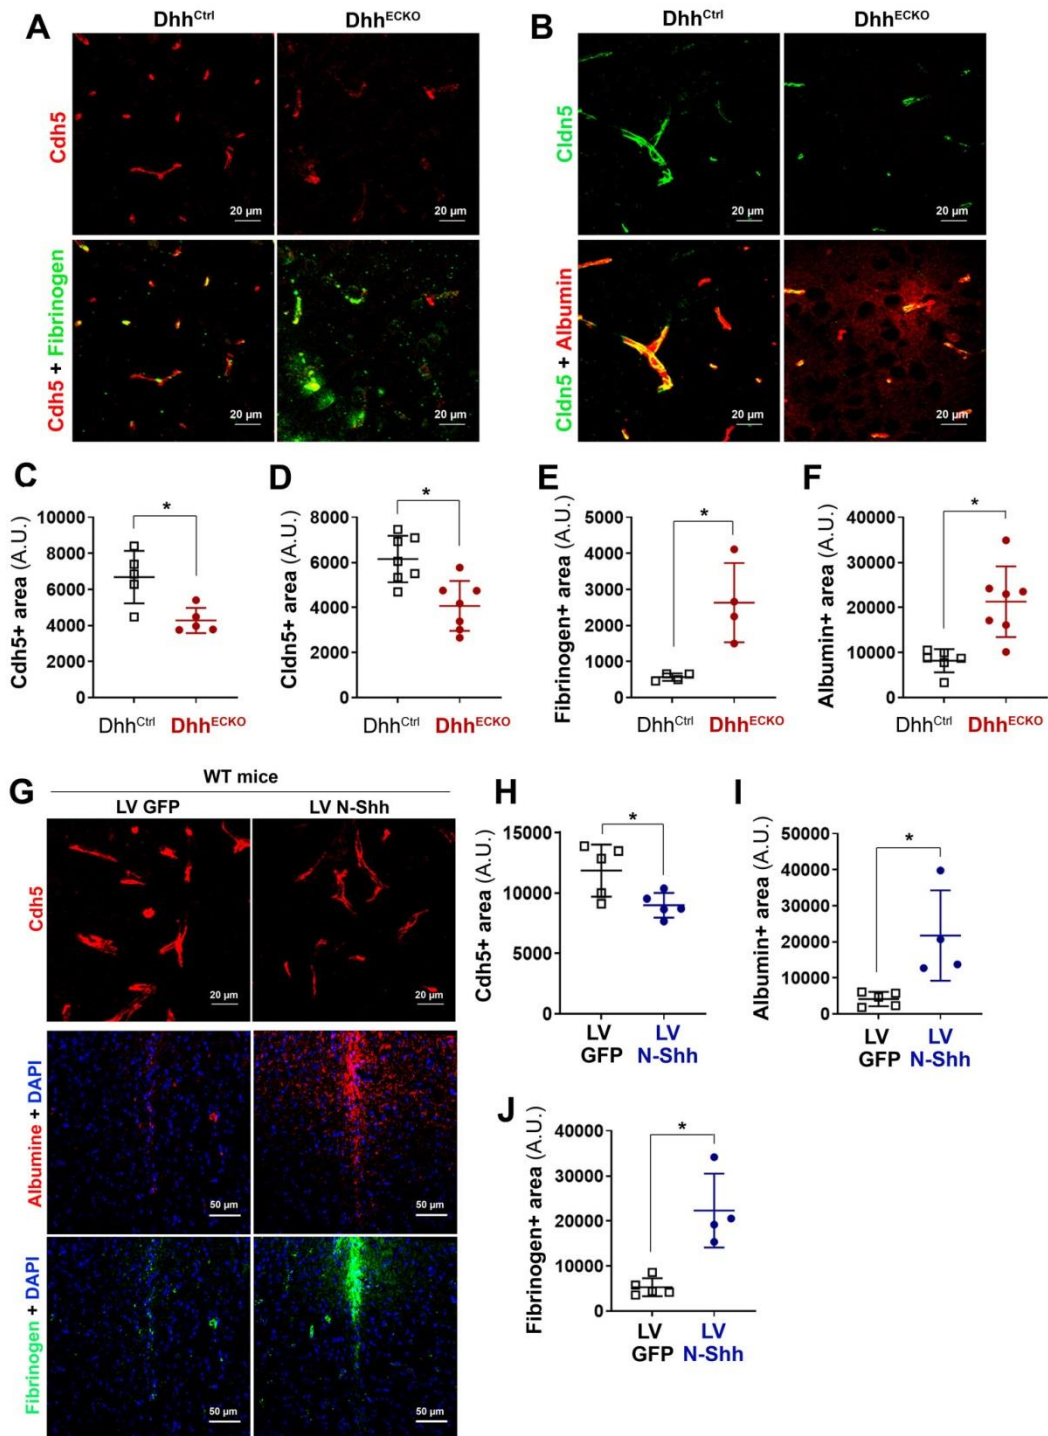 A
Dhh^Ctrl
Dhh^ECKO
B
Dhh^Ctrl
Dhh^ECKO
Cdh5
20 µm
20 µm
Cldn5
20 µm
20 µm
Cdh5 + Fibrinogen
20 µm
20 µm
Cldn5 + Albumin
20 µm
20 µm
C
Cdh5+ area (A.U.)
10000
8000
6000
4000
2000
0
*
Dhh^Ctrl
Dhh^ECKO
D
Cldn5+ area (A.U.)
8000
6000
4000
2000
0
*
Dhh^Ctrl
Dhh^ECKO
E
Fibrinogen+ area (A.U.)
5000
4000
3000
2000
1000
0
*
Dhh^Ctrl
Dhh^ECKO
F
Albumin+ area (A.U.)
40000
30000
20000
10000
0
*
Dhh^Ctrl
Dhh^ECKO
G
WT mice
LV GFP
LV N-Shh
Cdh5
20 µm
20 µm
Albumine + DAPI
50 µm
50 µm
Fibrinogen + DAPI
50 µm
50 µm
H
Cdh5+ area (A.U.)
15000
10000
5000
0
*
LV
GFP
LV
N-Shh
I
Albumin+ area (A.U.)
50000
40000
30000
20000
10000
0
*
LV
GFP
LV
N-Shh
J
Fibrinogen+ area (A.U.)
40000
30000
20000
10000
0
*
LV
GFP
LV
N-Shh